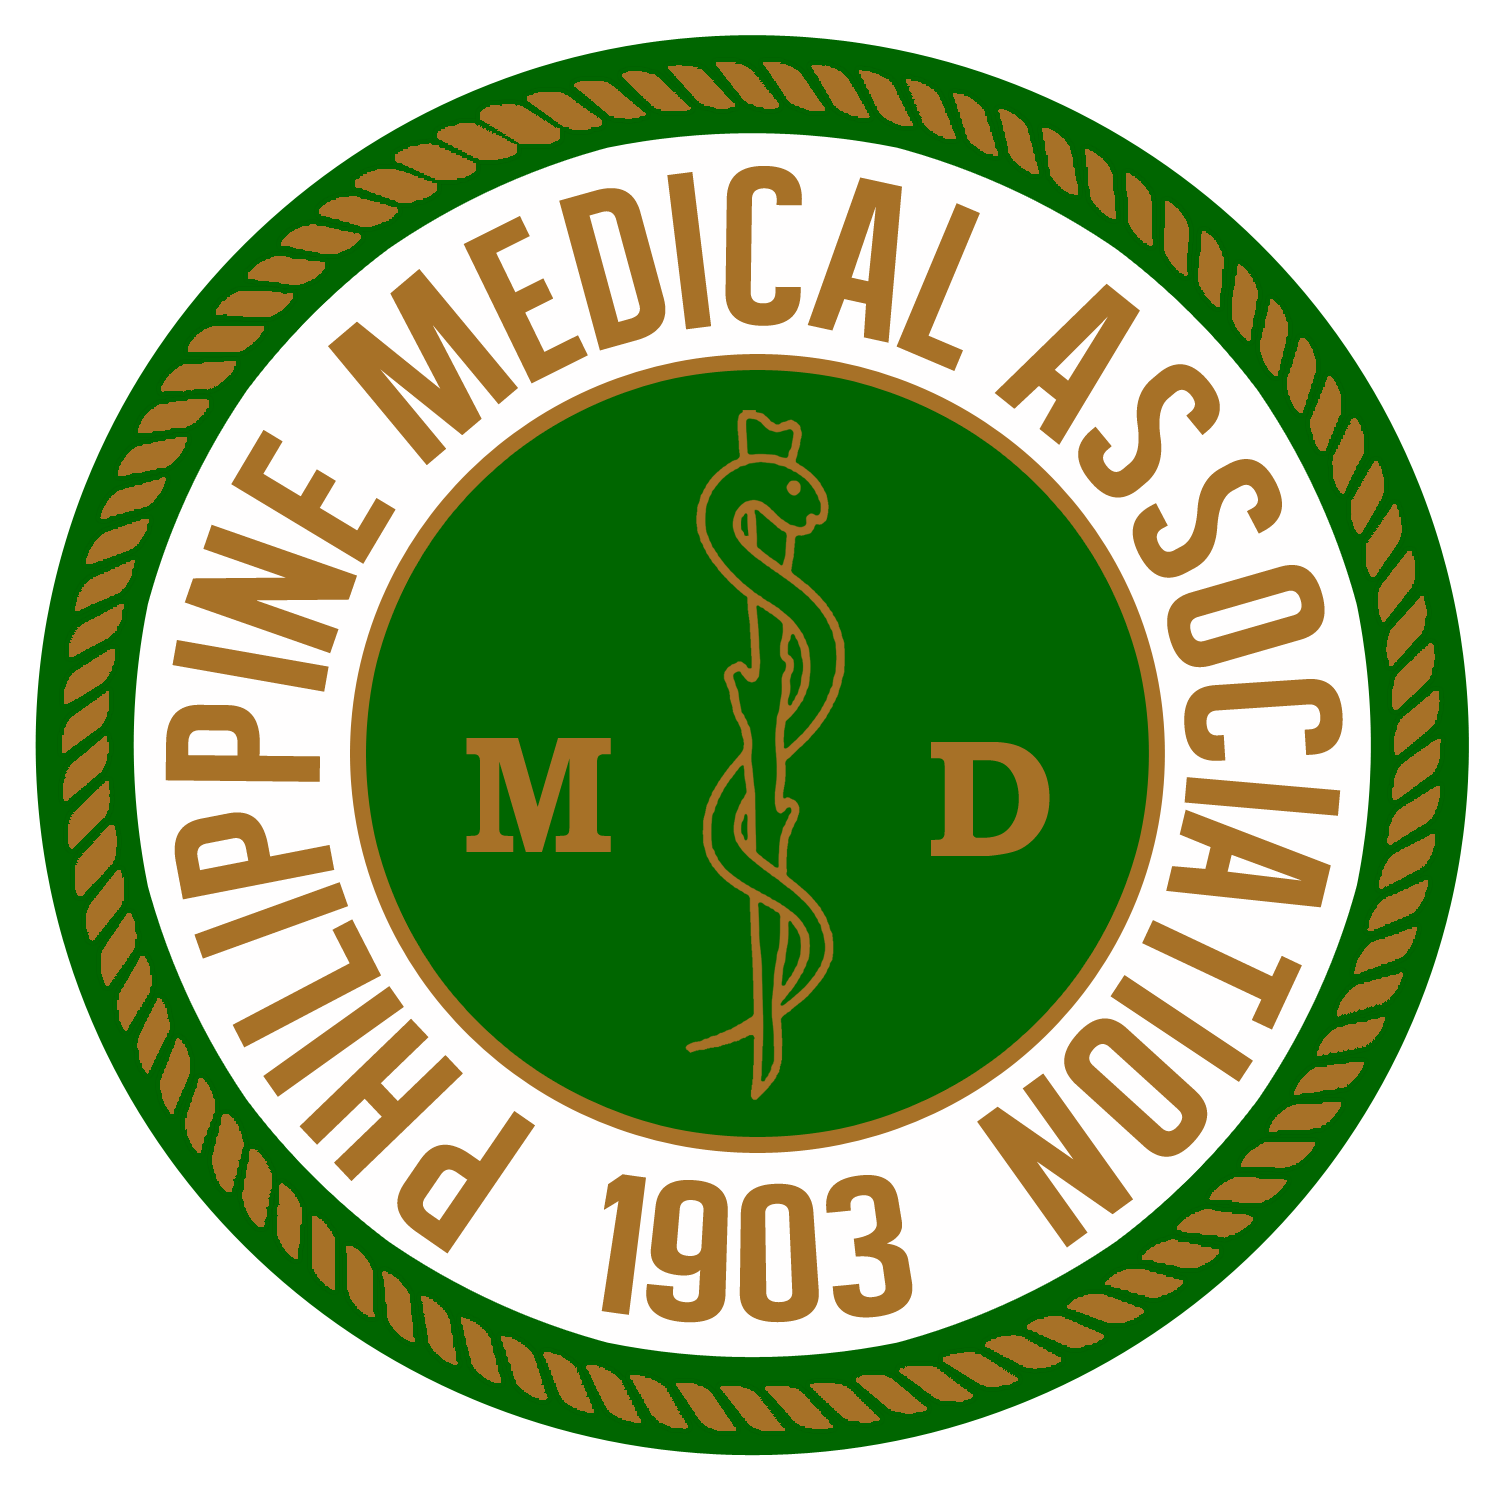 PHILIPPINE MEDICAL ASSOCIATION
M D
1903